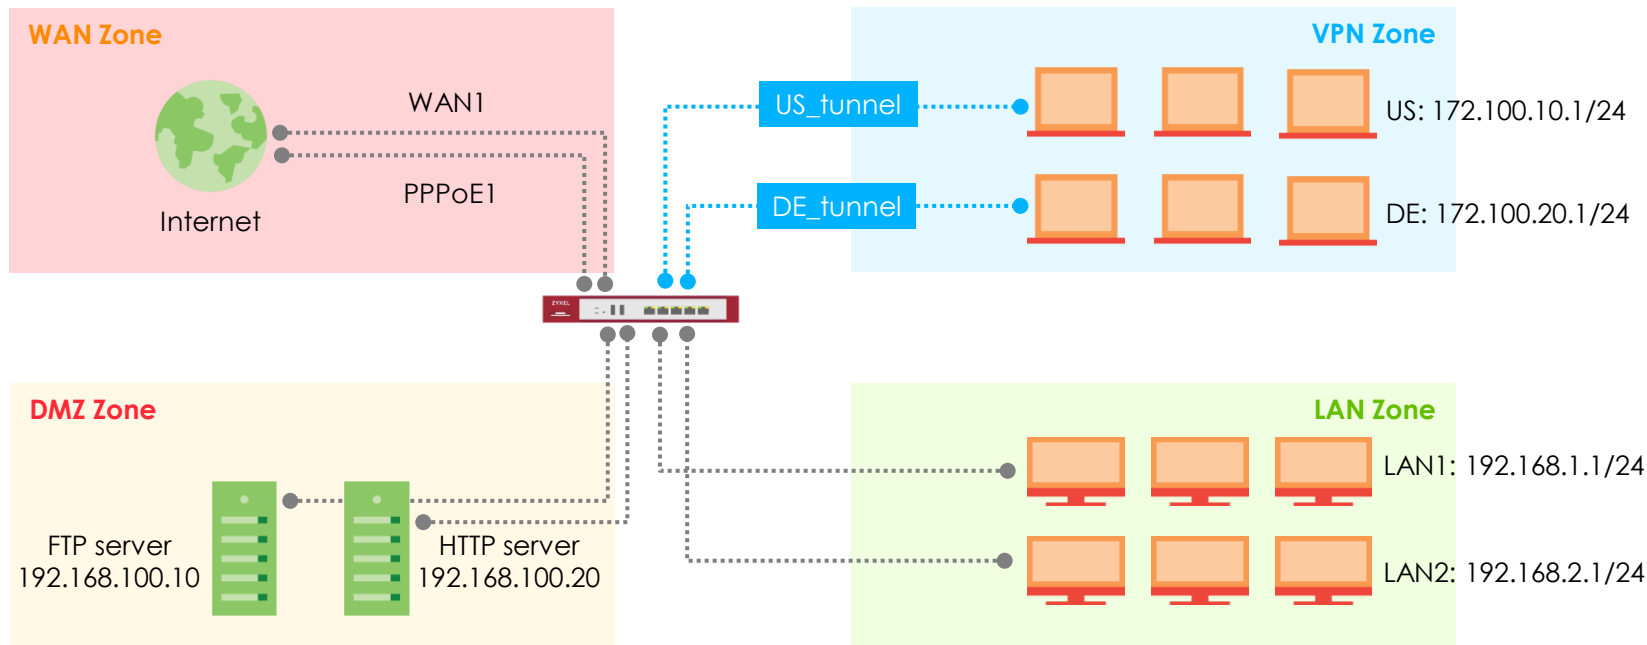 WAN Zone
WAN1
PPPoE1
Internet
VPN Zone
US_tunnel
US: 172.100.10.1/24
DE_tunnel
DE: 172.100.20.1/24
ZYXEL
DMZ Zone
FTP server
192.168.100.10
HTTP server
192.168.100.20
LAN Zone
LAN1: 192.168.1.1/24
LAN2: 192.168.2.1/24